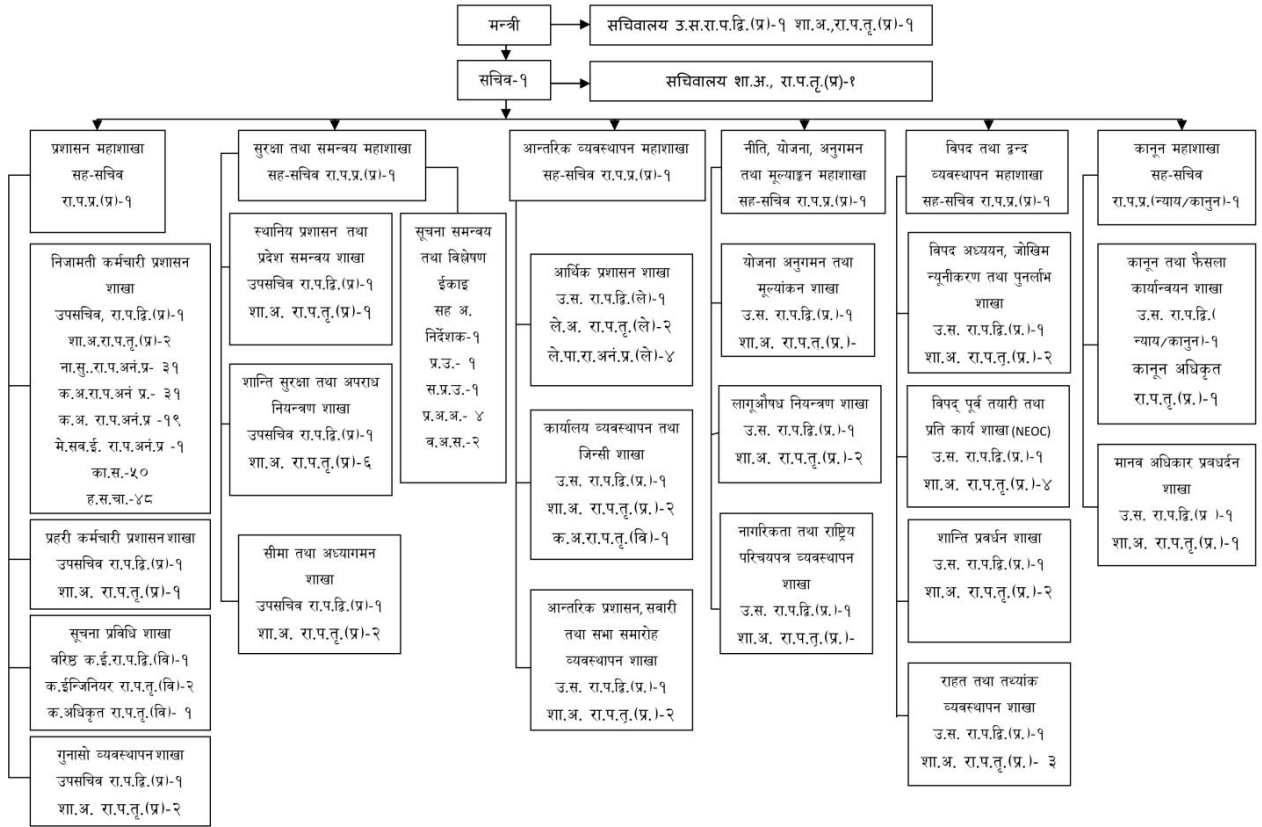 मन्त्री
सचिवालय उ.स.रा.प.द्वि.(प्र)-१ शा.अ.,रा.प.तृ.(प्र)-१
सचिव-१
सचिवालय शा.अ., रा.प.तृ.(प्र)-१
प्रशासन महाशाखा
सह-सचिव
रा.प.प्र.(प्र)-१
निजामती कर्मचारी प्रशासन
शाखा
उपसचिव, रा.प.द्वि.(प्र)-१
शा.अ.रा.प.तृ.(प्र)-२
ना.सु..रा.प.अनं.प्र- ३१
क.अ.रा.प.अनं प्र.- ३१
क.अ. रा.प.अनं.प्र -१९
मे.सव.ई. रा.प.अनं.प्र -१
का.स.-५०
ह.स.चा.-४८
प्रहरी कर्मचारी प्रशासन शाखा
उपसचिव रा.प.द्वि.(प्र)-१
शा.अ. रा.प.तृ.(प्र)-१
सूचना प्रविधि शाखा
वरिष्ठ क.ई.रा.प.द्वि.(वि)-१
क.ईन्जिनियर रा.प.तृ.(वि)-२
क.अधिकृत रा.प.तृ.(वि)- १
गुनासो व्यवस्थापन शाखा
उपसचिव रा.प.द्वि.(प्र)-१
शा.अ. रा.प.तृ.(प्र)-२
सुरक्षा तथा समन्वय महाशाखा
सह-सचिव रा.प.प्र.(प्र)-१
स्थानिय प्रशासन तथा
प्रदेश समन्वय शाखा
उपसचिव रा.प.द्वि.(प्र)-१
शा.अ. रा.प.तृ.(प्र)-१
शान्ति सुरक्षा तथा अपराध
नियन्त्रण शाखा
उपसचिव रा.प.द्वि.(प्र)-१
शा.अ. रा.प.तृ.(प्र)-६
सीमा तथा अध्यागमन
शाखा
उपसचिव रा.प.द्वि.(प्र)-१
शा.अ. रा.प.तृ.(प्र)-२
सूचना समन्वय
तथा विश्लेषण
ईकाइ
सह अ.
निर्देशक-१
प्र.उ.- १
स.प्र.उ.-१
प्र.अ.अ.- ४
व.अ.स.-२
आन्तरिक व्यवस्थापन महाशाखा
सह-सचिव रा.प.प्र.(प्र)-१
आर्थिक प्रशासन शाखा
उ.स. रा.प.द्वि.(ले)-१
ले.अ. रा.प.तृ.(ले)-२
ले.पा.रा.अनं.प्र.(ले)-४
कार्यालय व्यवस्थापन तथा
जिन्सी शाखा
उ.स. रा.प.द्वि.(प्र.)-१
शा.अ. रा.प.तृ.(प्र.)-२
क.अ.रा.प.तृ.(वि)-१
आन्तरिक प्रशासन, सवारी
तथा सभा समारोह
व्यवस्थापन शाखा
उ.स. रा.प.द्वि.(प्र.)-१
शा.अ. रा.प.तृ.(प्र.)-२
नीति, योजना, अनुगमन
तथा मूल्याङ्कन महाशाखा
सह-सचिव रा.प.प्र.(प्र)-१
योजना अनुगमन तथा
मूल्यांकन शाखा
उ.स. रा.प.द्वि.(प्र.)-१
शा.अ. रा.प.त.(प्र.)-
लागूऔषध नियन्त्रण शाखा
उ.स. रा.प.द्वि.(प्र.)-१
शा.अ. रा.प.तृ.(प्र.)-२
नागरिकता तथा राष्ट्रिय
परिचयपत्र व्यवस्थापन
शाखा
उ.स. रा.प.द्वि.(प्र.)-१
शा.अ. रा.प.तृ.(प्र.)-
विपद तथा द्वन्द
व्यवस्थापन महाशाखा
सह-सचिव रा.प.प्र.(प्र)-१
विपद अध्ययन, जोखिम
न्यूनीकरण तथा पुनर्लाभ
शाखा
उ.स. रा.प.द्वि.(प्र.)-१
शा.अ. रा.प.तृ.(प्र.)-२
विपद् पूर्व तयारी तथा
प्रति कार्य शाखा (NEOC)
उ.स. रा.प.द्वि.(प्र.)-१
शा.अ. रा.प.तृ.(प्र.)-४
शान्ति प्रवर्धन शाखा
उ.स. रा.प.द्वि.(प्र.)-१
शा.अ. रा.प.तृ.(प्र.)-२
राहत तथा तथ्यांक
व्यवस्थापन शाखा
उ.स. रा.प.द्वि.(प्र.)-१
शा.अ. रा.प.तृ.(प्र.)- ३
कानून महाशाखा
सह-सचिव
रा.प.प्र.(न्याय/कानुन)-१
कानून तथा फैसला
कार्यान्वयन शाखा
उ.स. रा.प.द्वि.(
न्याय/कानुन)-१
कानून अधिकृत
रा.प.तृ.(प्र.)-१
मानव अधिकार प्रवधर्दन
शाखा
उ.स. रा.प.द्वि.(प्र )-१
शा.अ. रा.प.तृ.(प्र.)-१